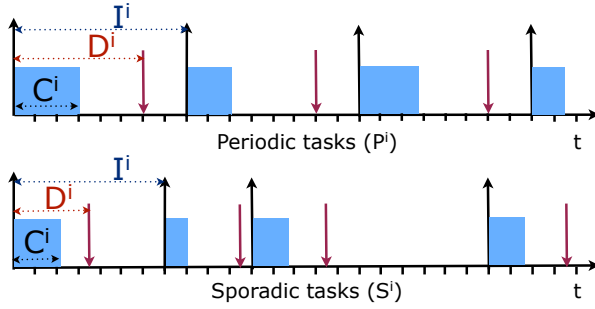 Iⁱ
Dⁱ
Cⁱ
Periodic tasks (Pⁱ) t
Iⁱ
Dⁱ
Cⁱ
Sporadic tasks (Sⁱ) t